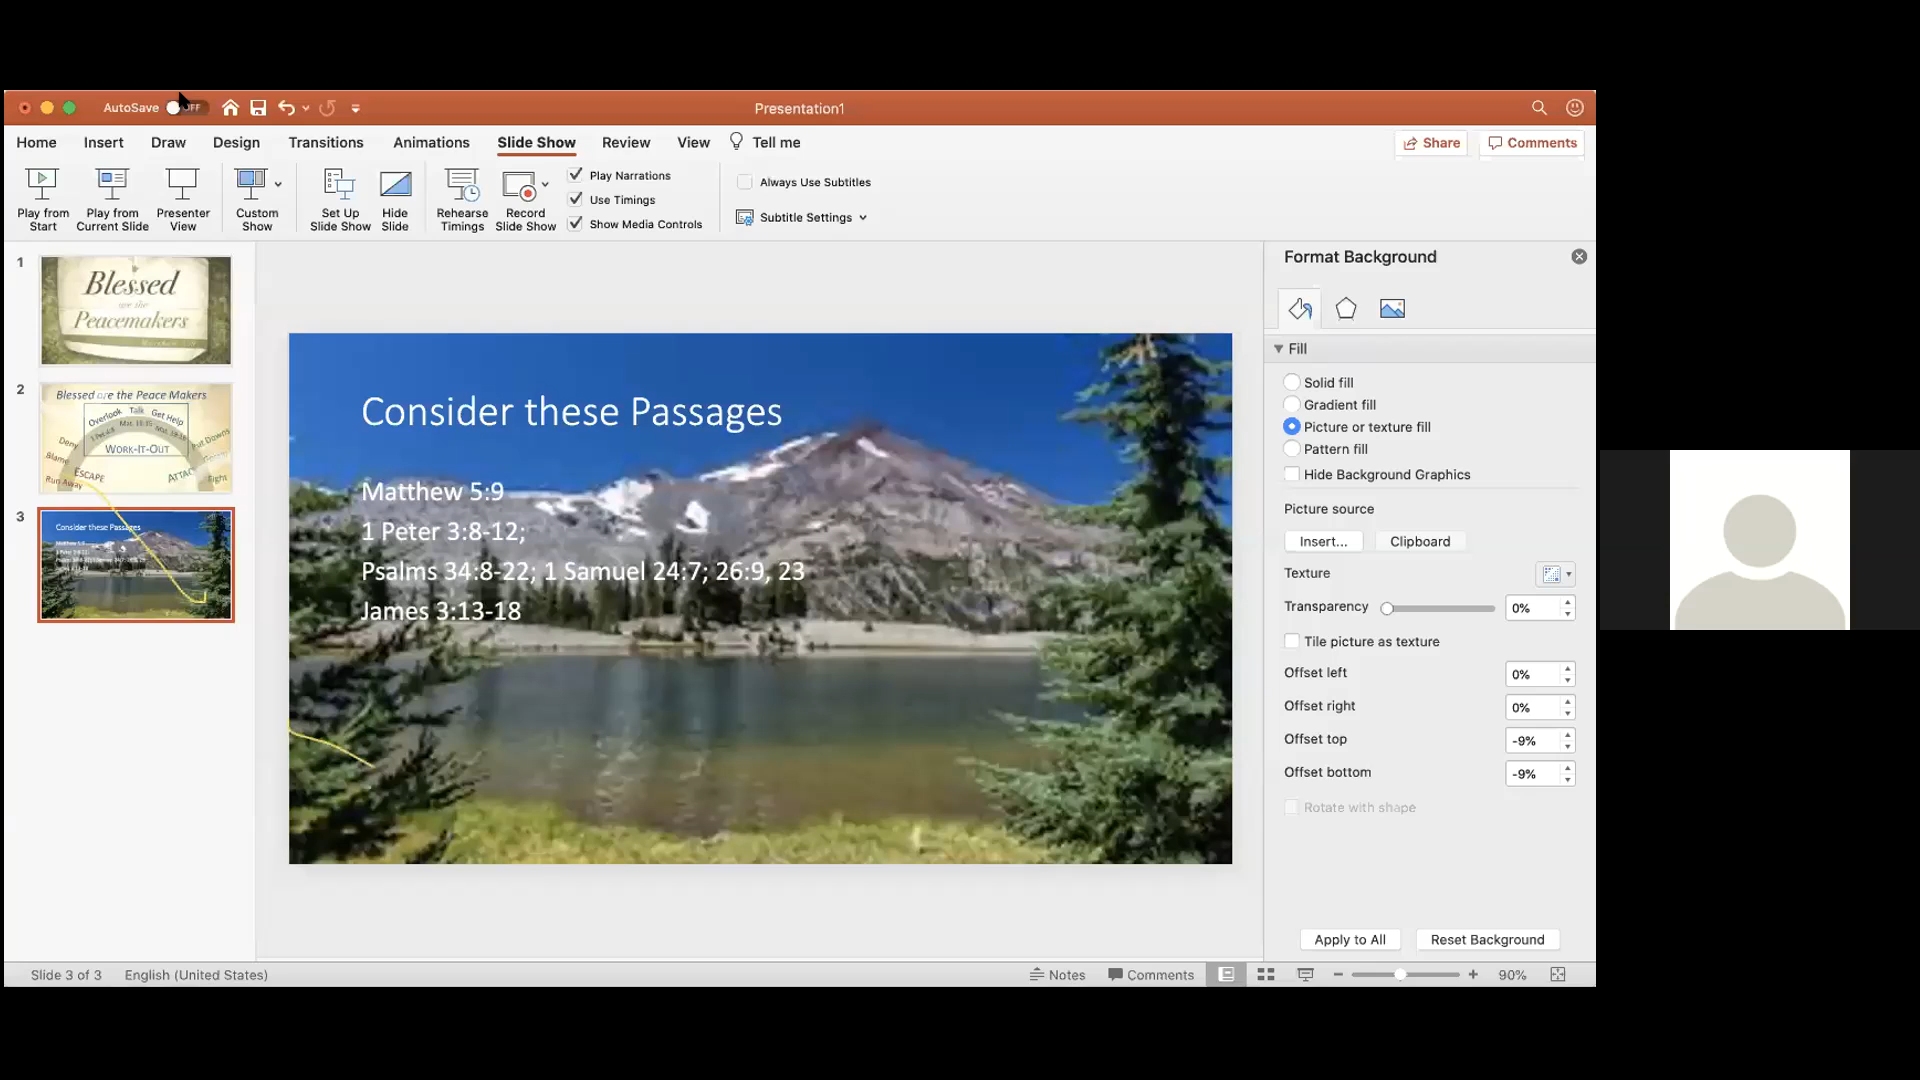 AutoSave OFF
Presentation1
Home Insert Draw Design Transitions Animations Slide Show Review View Tell me
Share Comments
Play from Start
Play from Current Slide
Presenter View
Custom Show
Set Up Slide Show
Hide Slide
Rehearse Timings
Record Slide Show
Play Narrations
Use Timings
Show Media Controls
Always Use Subtitles
Subtitle Settings
1
Blessed
are the
Peacemakers
2
Blessed are the Peace Makers
Overlook Talk Get Help
WORK-IT-OUT
Deny
Blame
Run Away
ESCAPE
Put Downs
Fight
3
Consider these Passages
Consider these Passages
Matthew 5:9
1 Peter 3:8-12;
Psalms 34:8-22; 1 Samuel 24:7; 26:9, 23
James 3:13-18
Format Background
Fill
Solid fill
Gradient fill
Picture or texture fill
Pattern fill
Hide Background Graphics
Picture source
Insert... Clipboard
Texture
Transparency 0%
Tile picture as texture
Offset left 0%
Offset right 0%
Offset top -9%
Offset bottom -9%
Rotate with shape
Apply to All Reset Background
Slide 3 of 3 English (United States)
Notes Comments 90%